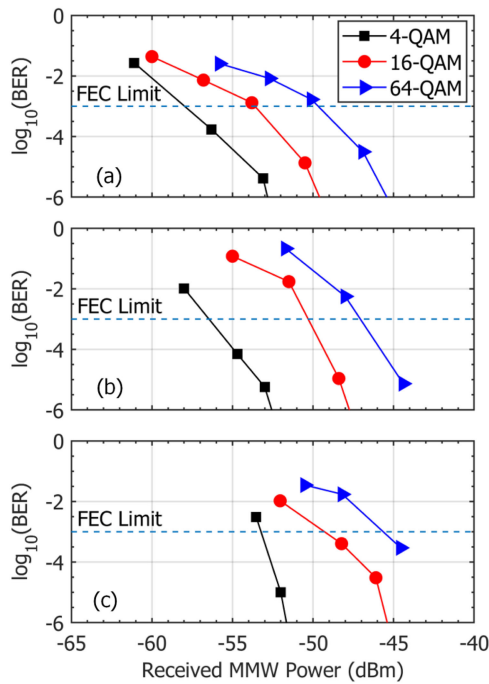 0
-2
-4
-6
log10(BER)
FEC Limit
(a)
4-QAM
16-QAM
64-QAM
0
-2
-4
-6
log10(BER)
FEC Limit
(b)
0
-2
-4
-6
log10(BER)
FEC Limit
(c)
-65
-60
-55
-50
-45
-40
Received MMW Power (dBm)